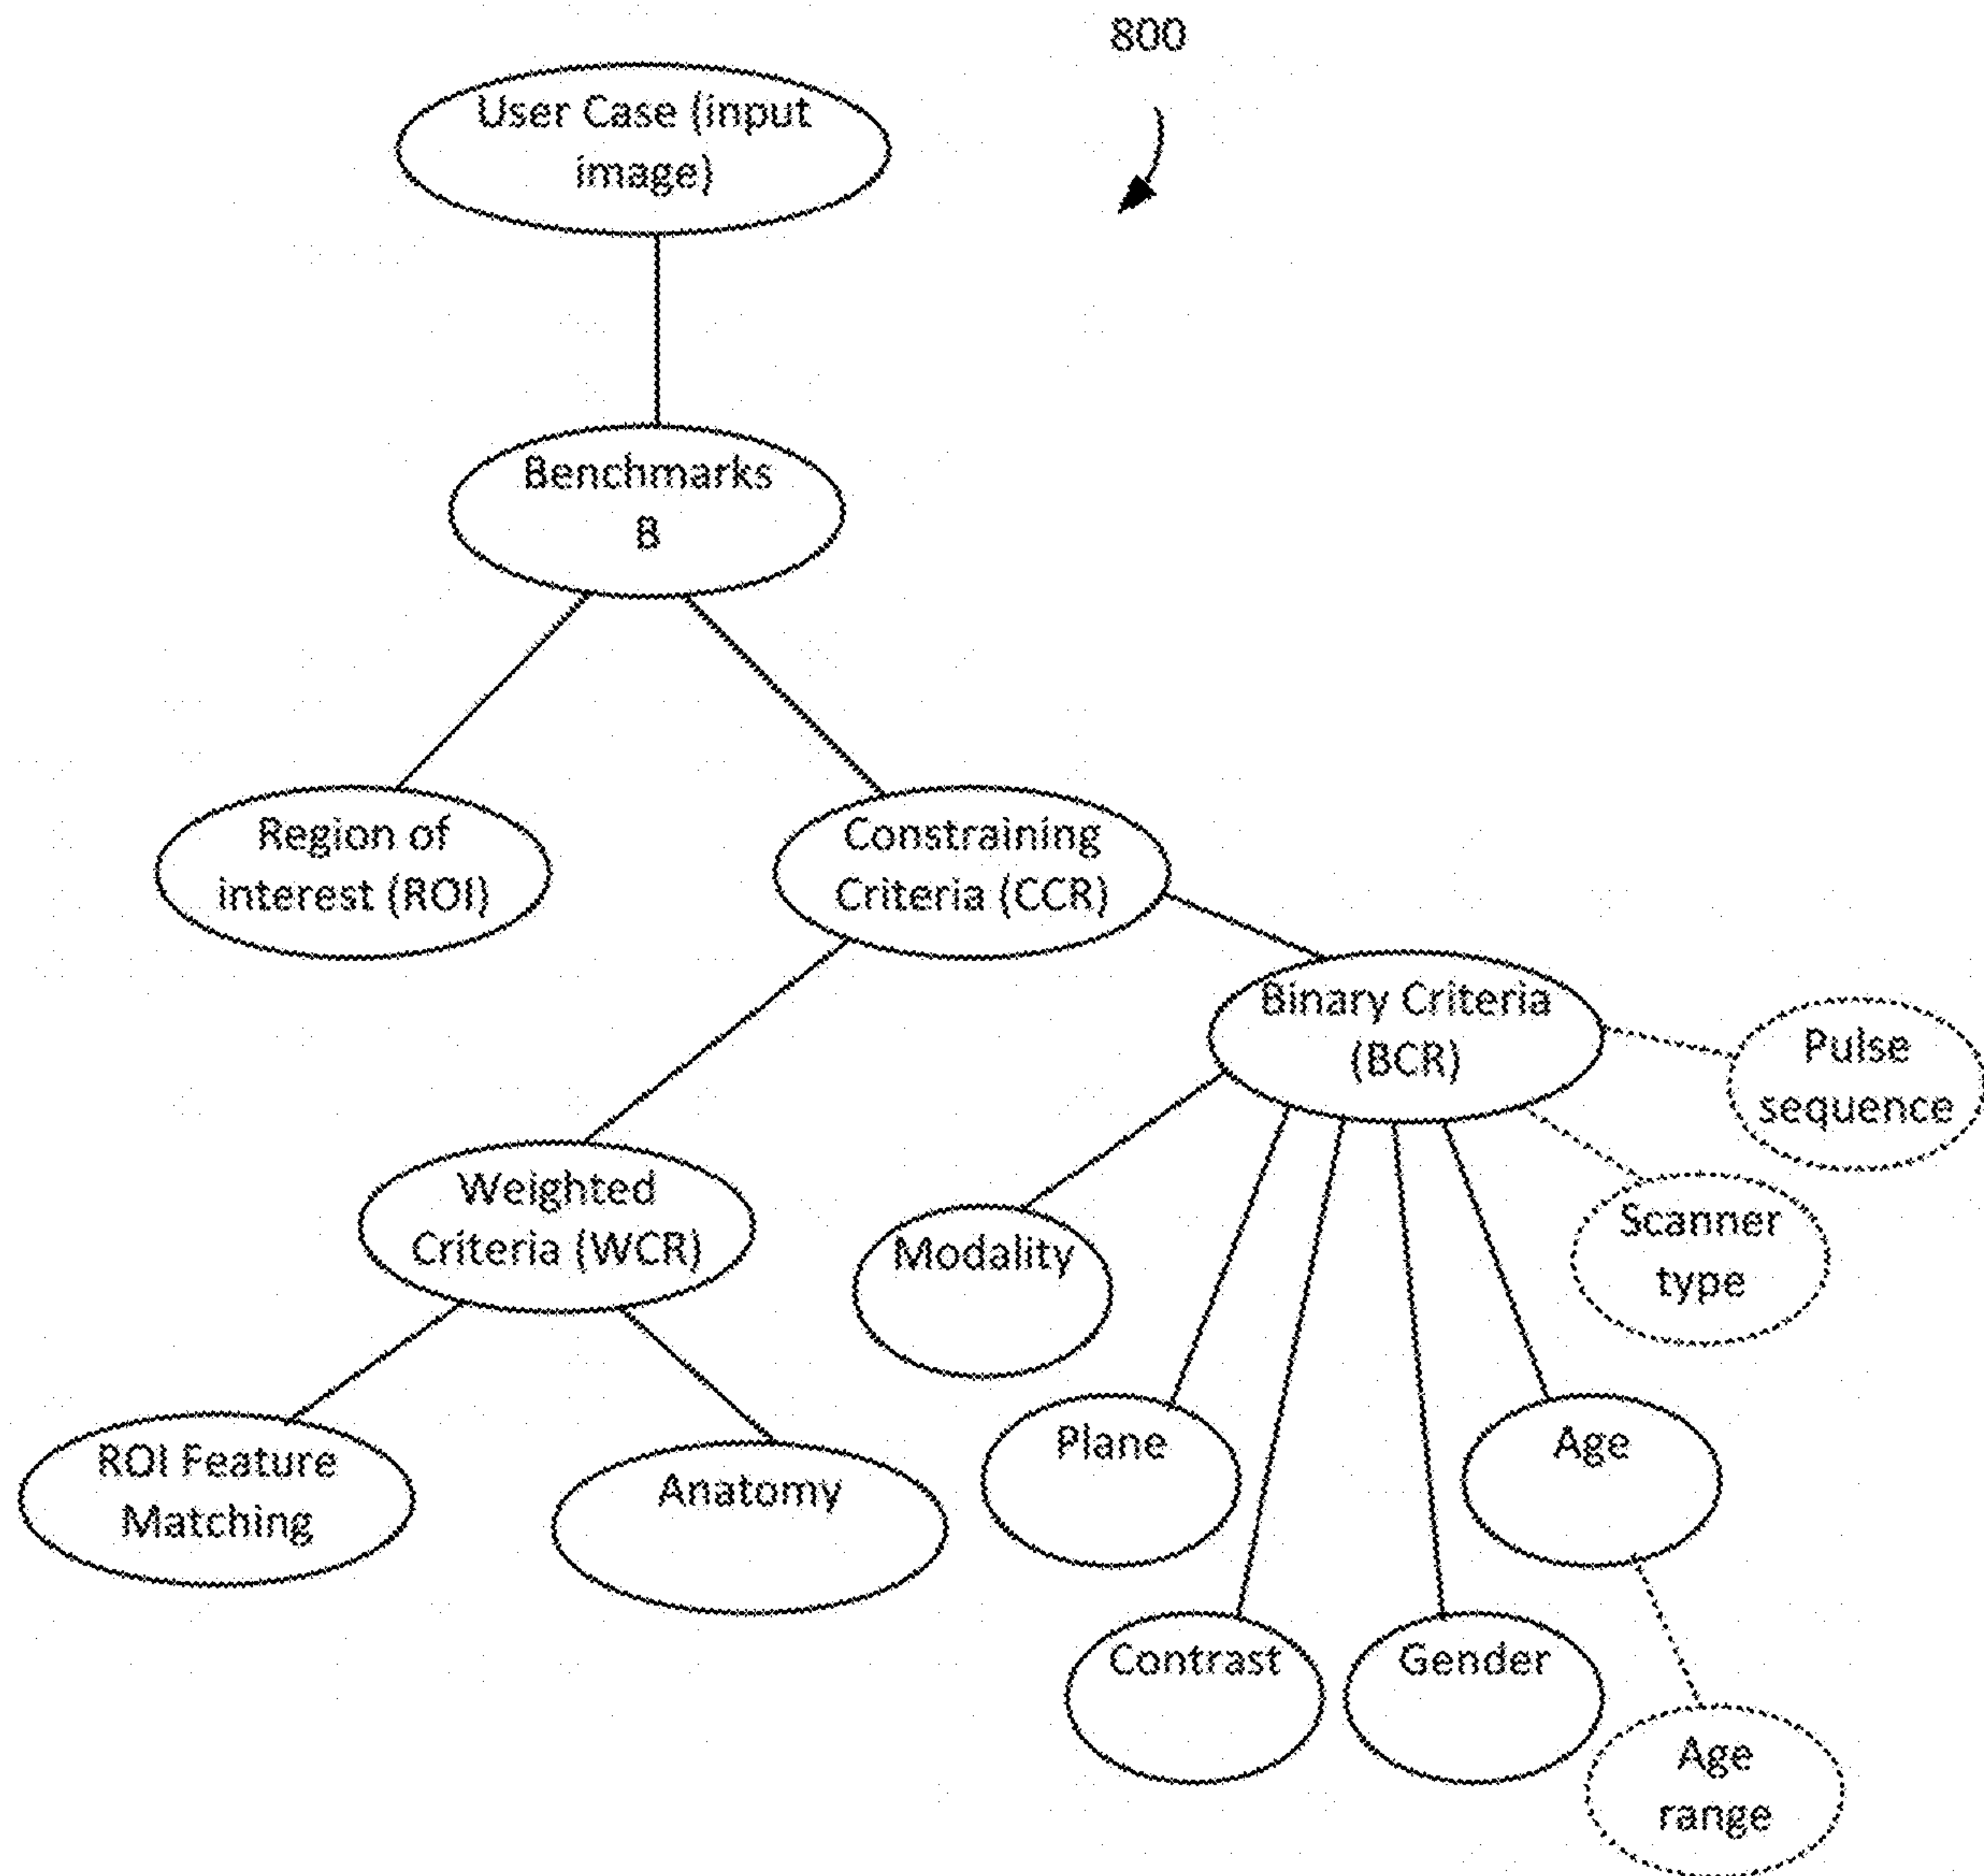 800
User Case (input
image)
Benchmarks
B
Region of
interest (ROI)
Constraining
Criteria (CCR)
Binary Criteria
(BCR)
Pulse
sequence
Scanner
type
Weighted
Criteria (WCR)
Modality
ROI Feature
Matching
Anatomy
Plane
Age
Contrast
Gender
Age
range